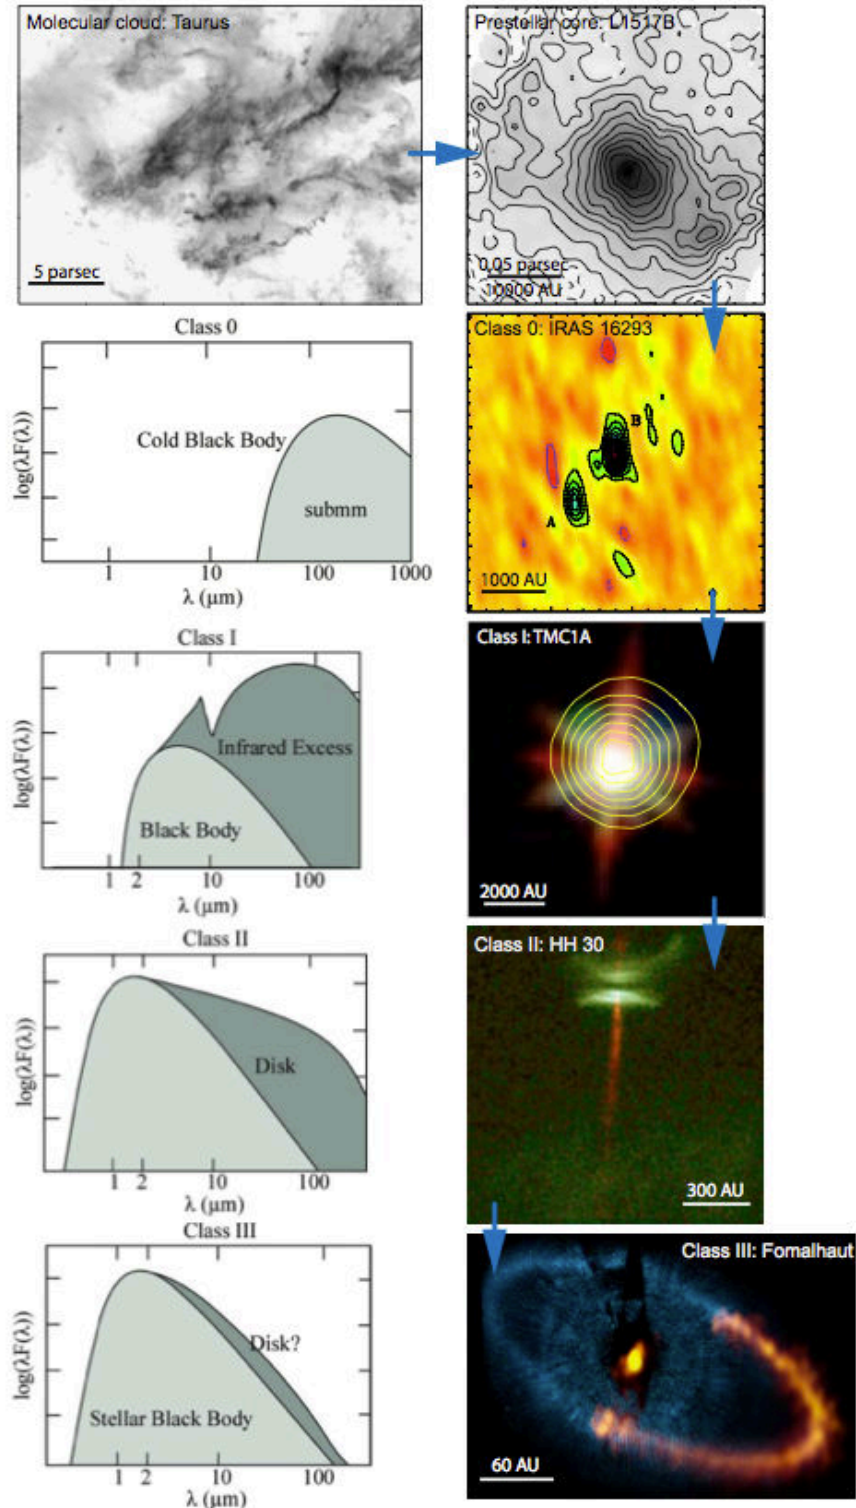 Molecular cloud: Taurus
5 parsec
Prestellar core: L1517B
0.05 parsec
10000 AU
Class 0
log(λF(λ))
Cold Black Body
submm
1 10 100 1000
λ (μm)
Class 0: IRAS 16293
B
A
1000 AU
Class I
log(λF(λ))
Infrared Excess
Black Body
1 2 10 100
λ (μm)
Class I: TMC1A
2000 AU
Class II
log(λF(λ))
Disk
1 2 10 100
λ (μm)
Class II: HH 30
300 AU
Class III
log(λF(λ))
Disk?
Stellar Black Body
1 2 10 100
λ (μm)
Class III: Fomalhaut
60 AU